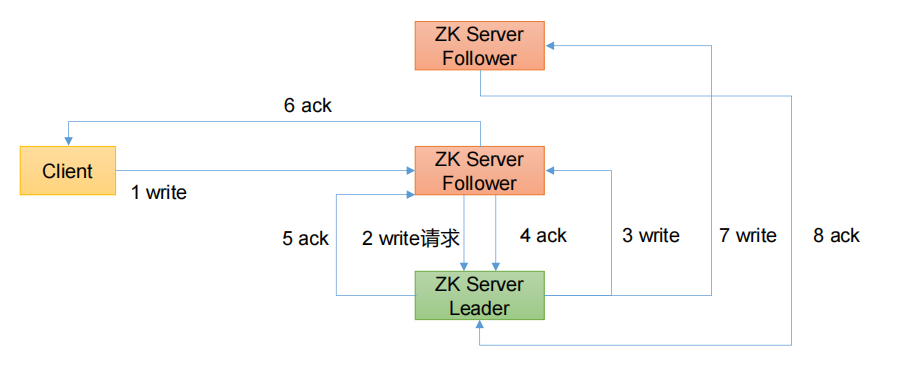 ZK Server
Follower
6 ack
Client
ZK Server
Follower
1 write
5 ack
2 write请求
4 ack
3 write
7 write
8 ack
ZK Server
Leader